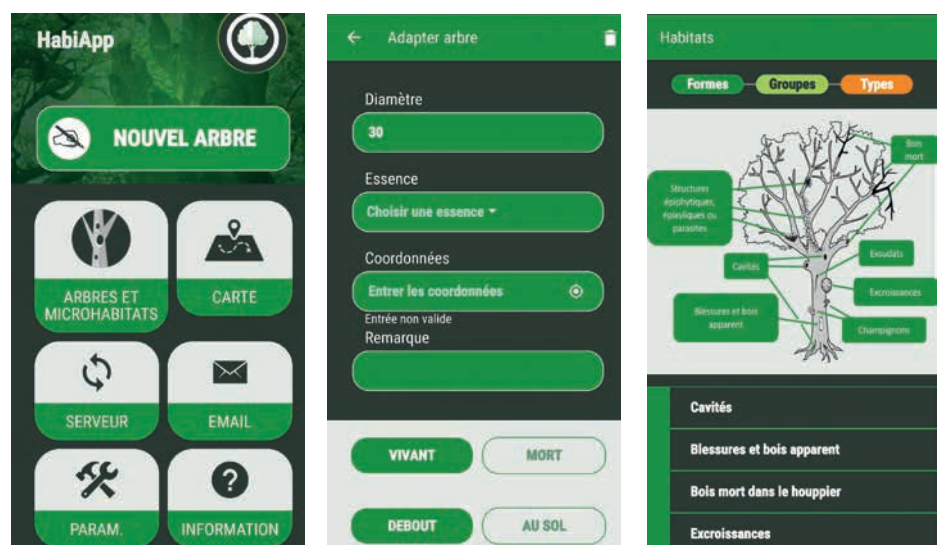 HabiApp
NOUVEL ARBRE
ARBRES ET
MICROHABITATS
CARTE
SERVEUR
EMAIL
PARAM.
INFORMATION
Adapter arbre
Diamètre
30
Essence
Choisir une essence
Coordonnées
Entrer les coordonnées
Entrée non valide
Remarque
VIVANT
MORT
DEBOUT
AU SOL
Habitats
Formes
Groupes
Types
Bois
mort
Structures
épiphytiques,
épixyliques ou
parasites
Cavités
Exsudats
Excroissances
Blessures et bois
apparent
Champignons
Cavités
Blessures et bois apparent
Bois mort dans le houppier
Excroissances